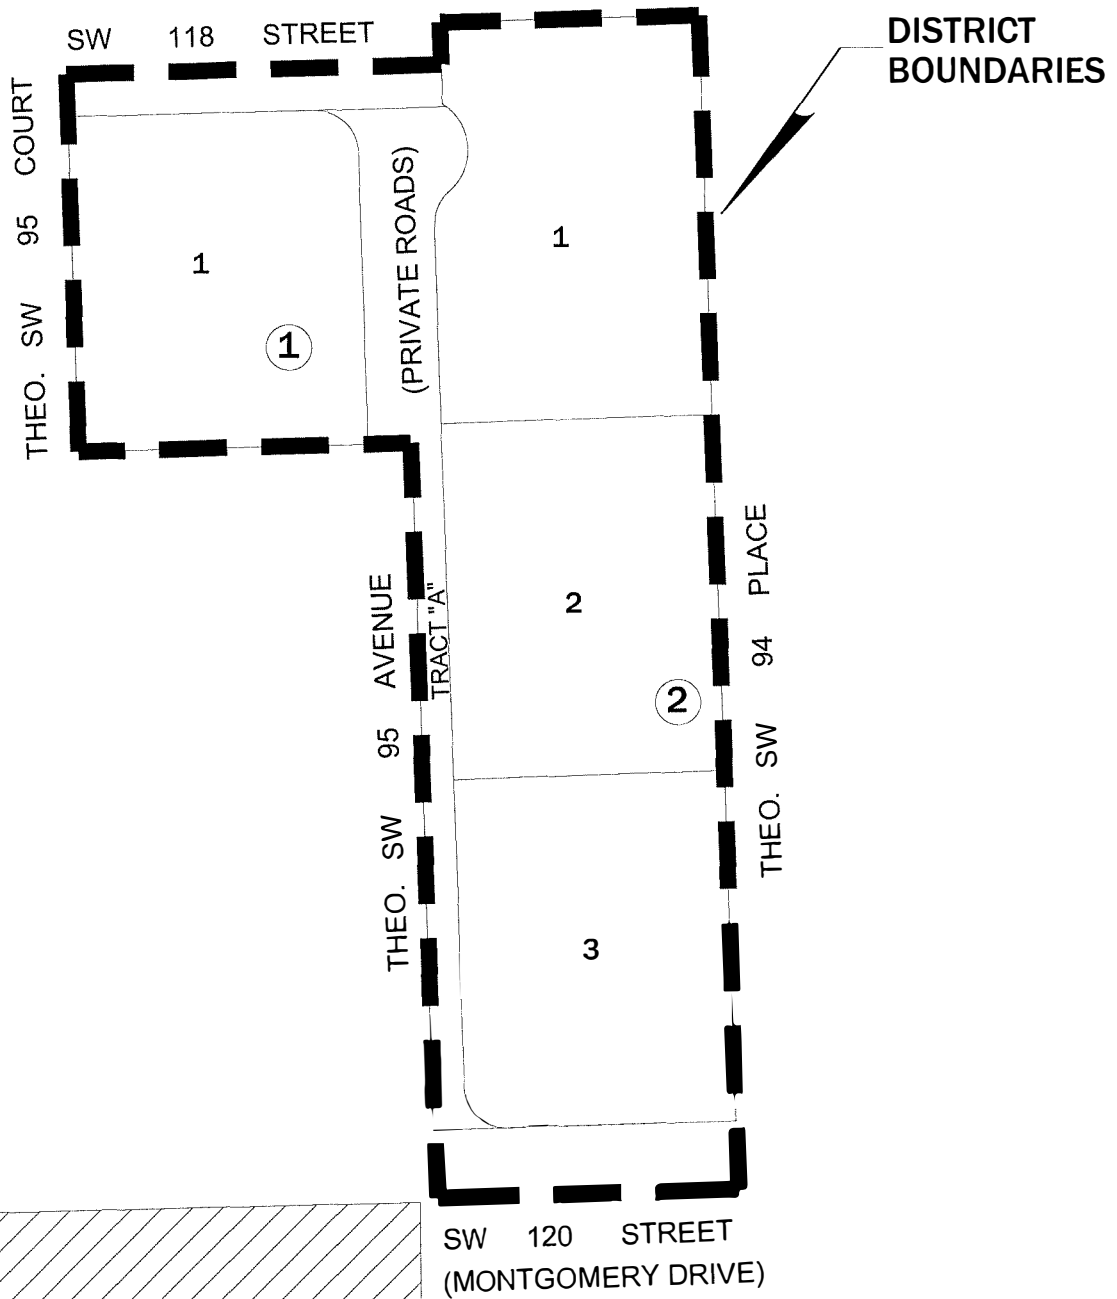 SW 118 STREET
DISTRICT
BOUNDARIES
THEO. SW 95 COURT
(PRIVATE ROADS)
1
1
1
THEO. SW 95 AVENUE
TRACT "A"
2
2
THEO. SW 94 PLACE
3
SW 120 STREET
(MONTGOMERY DRIVE)